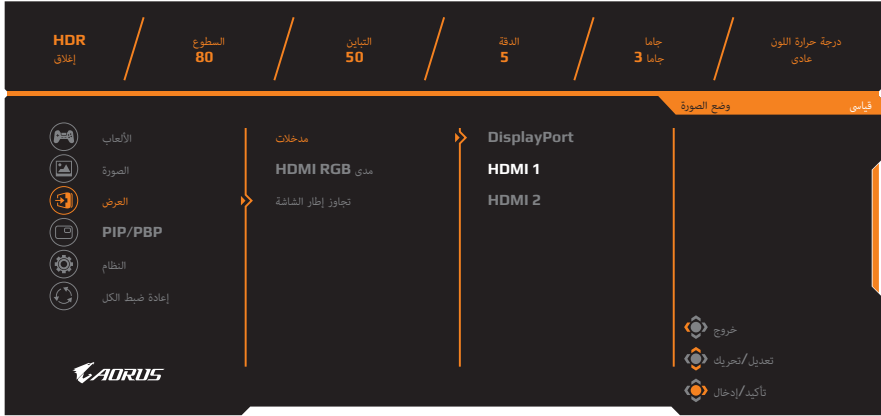 HDR
إغلاق
السطوع
80
التباين
50
الدقة
5
جاما
جاما 3
درجة حرارة اللون
عادى
وضع الصورة
قياسى
الألعاب
الصورة
العرض
PIP/PBP
النظام
إعادة ضبط الكل
مدخلات
مدى HDMI RGB
تجاوز إطار الشاشة
DisplayPort
HDMI 1
HDMI 2
خروج
تعديل/تحريك
تأكيد/إدخال
AORUS